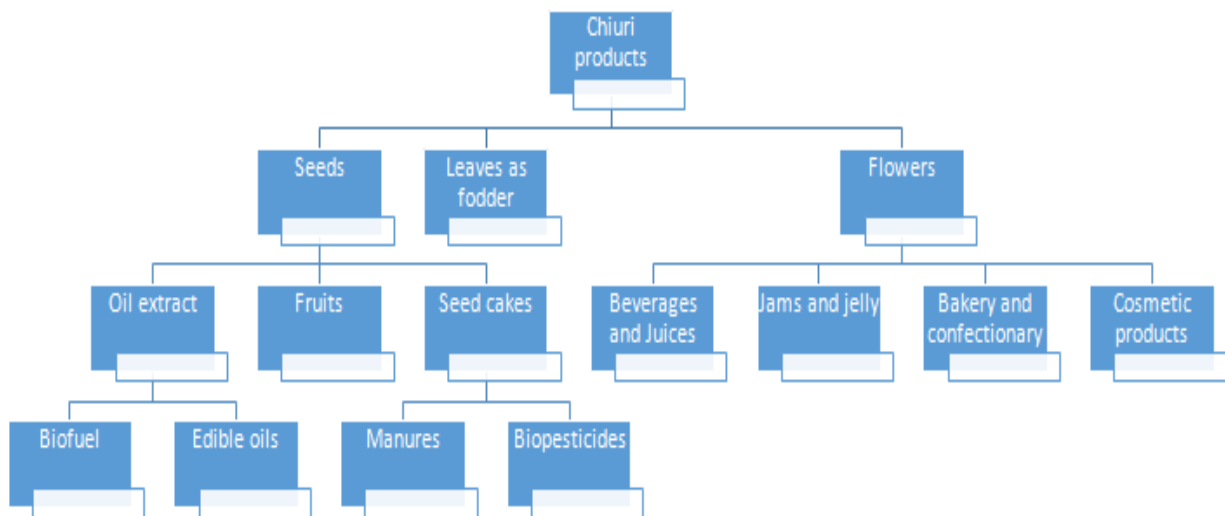 Chiuri
products
Seeds
Leaves as
fodder
Flowers
Oil extract
Fruits
Seed cakes
Beverages
and Juices
Jams and jelly
Bakery and
confectionary
Cosmetic
products
Biofuel
Edible oils
Manures
Biopesticides